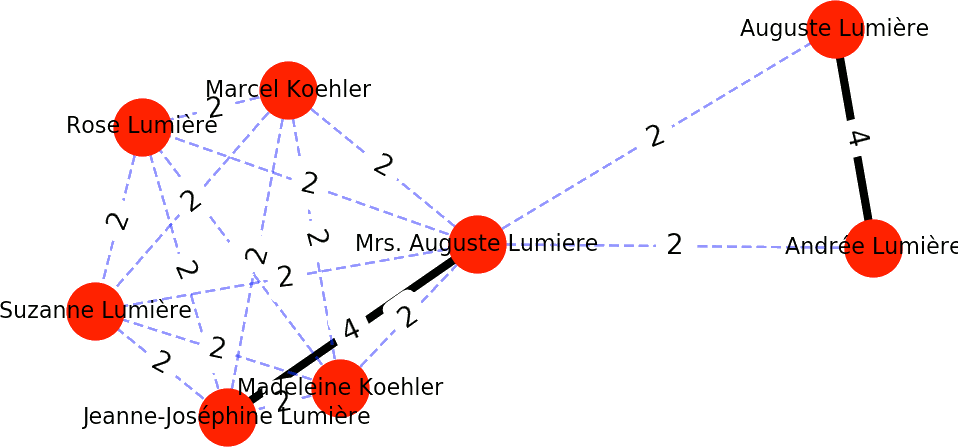 Auguste Lumière
Marcel Koehler
2
Rose Lumière
2
4
2
2
2
2
2
Mrs. Auguste Lumiere
2
Andrée Lumière
2
2
2
2
Suzanne Lumière
4
2
2
2
Madeleine Koehler
2
Jeanne-Joséphine Lumière